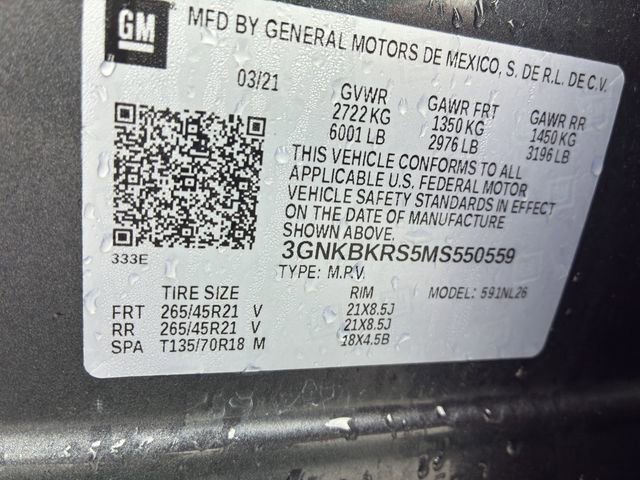 GM
MFD BY GENERAL MOTORS DE MEXICO, S. DE R.L. DE C.V.
03/21
GVWR GAWR FRT GAWR RR
2722 KG 1350 KG 1450 KG
6001 LB 2976 LB 3196 LB
THIS VEHICLE CONFORMS TO ALL
APPLICABLE U.S. FEDERAL MOTOR
VEHICLE SAFETY STANDARDS IN EFFECT
ON THE DATE OF MANUFACTURE
SHOWN ABOVE.
333E
3GNKBKRS5MS550559
TYPE: M.P.V
MODEL: 591NL26
TIRE SIZE RIM
FRT 265/45R21 V 21X8.5J
RR 265/45R21 V 21X8.5J
SPA T135/70R18 M 18X4.5B